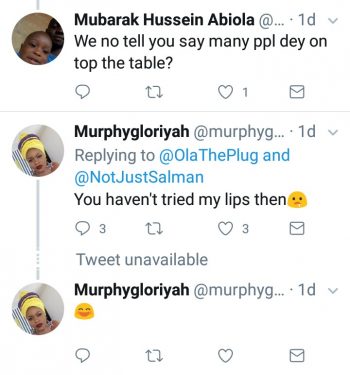 Mubarak Hussein Abiola @... · 1d
We no tell you say many ppl dey on
top the table?
1
Murphygloriyah @murphyg... · 1d
Replying to @OlaThePlug and
@NotJustSalman
You haven't tried my lips then🤨
3 3
Tweet unavailable
Murphygloriyah @murphyg... · 1d
😄